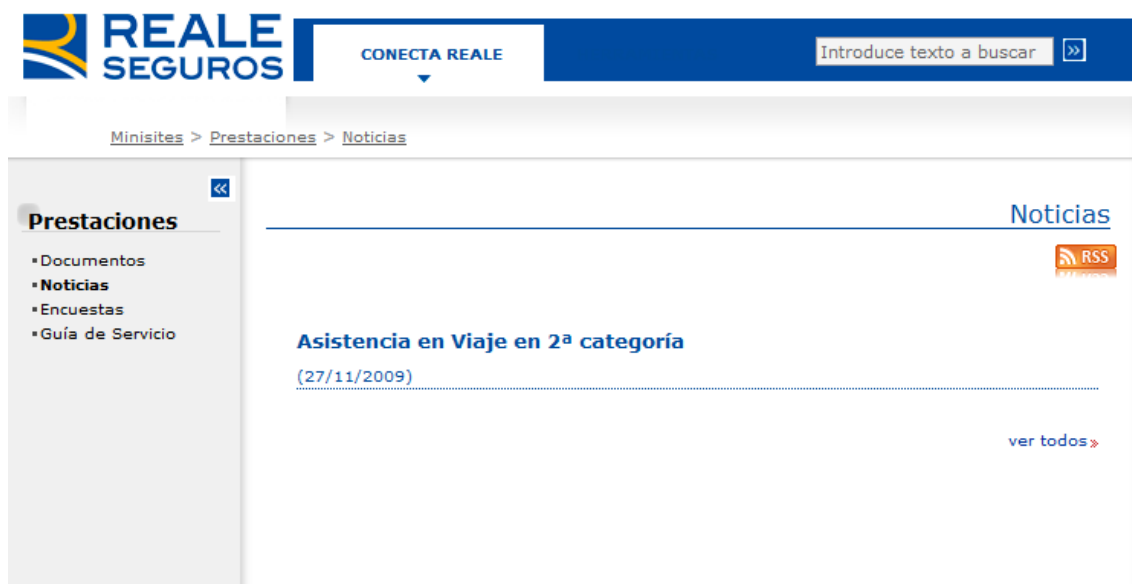 REALE
SEGUROS
CONECTA REALE
Introduce texto a buscar
Minisites > Prestaciones > Noticias
Prestaciones
Documentos
Noticias
Encuestas
Guía de Servicio
Noticias
RSS
Asistencia en Viaje en 2ª categoría
(27/11/2009)
ver todos»